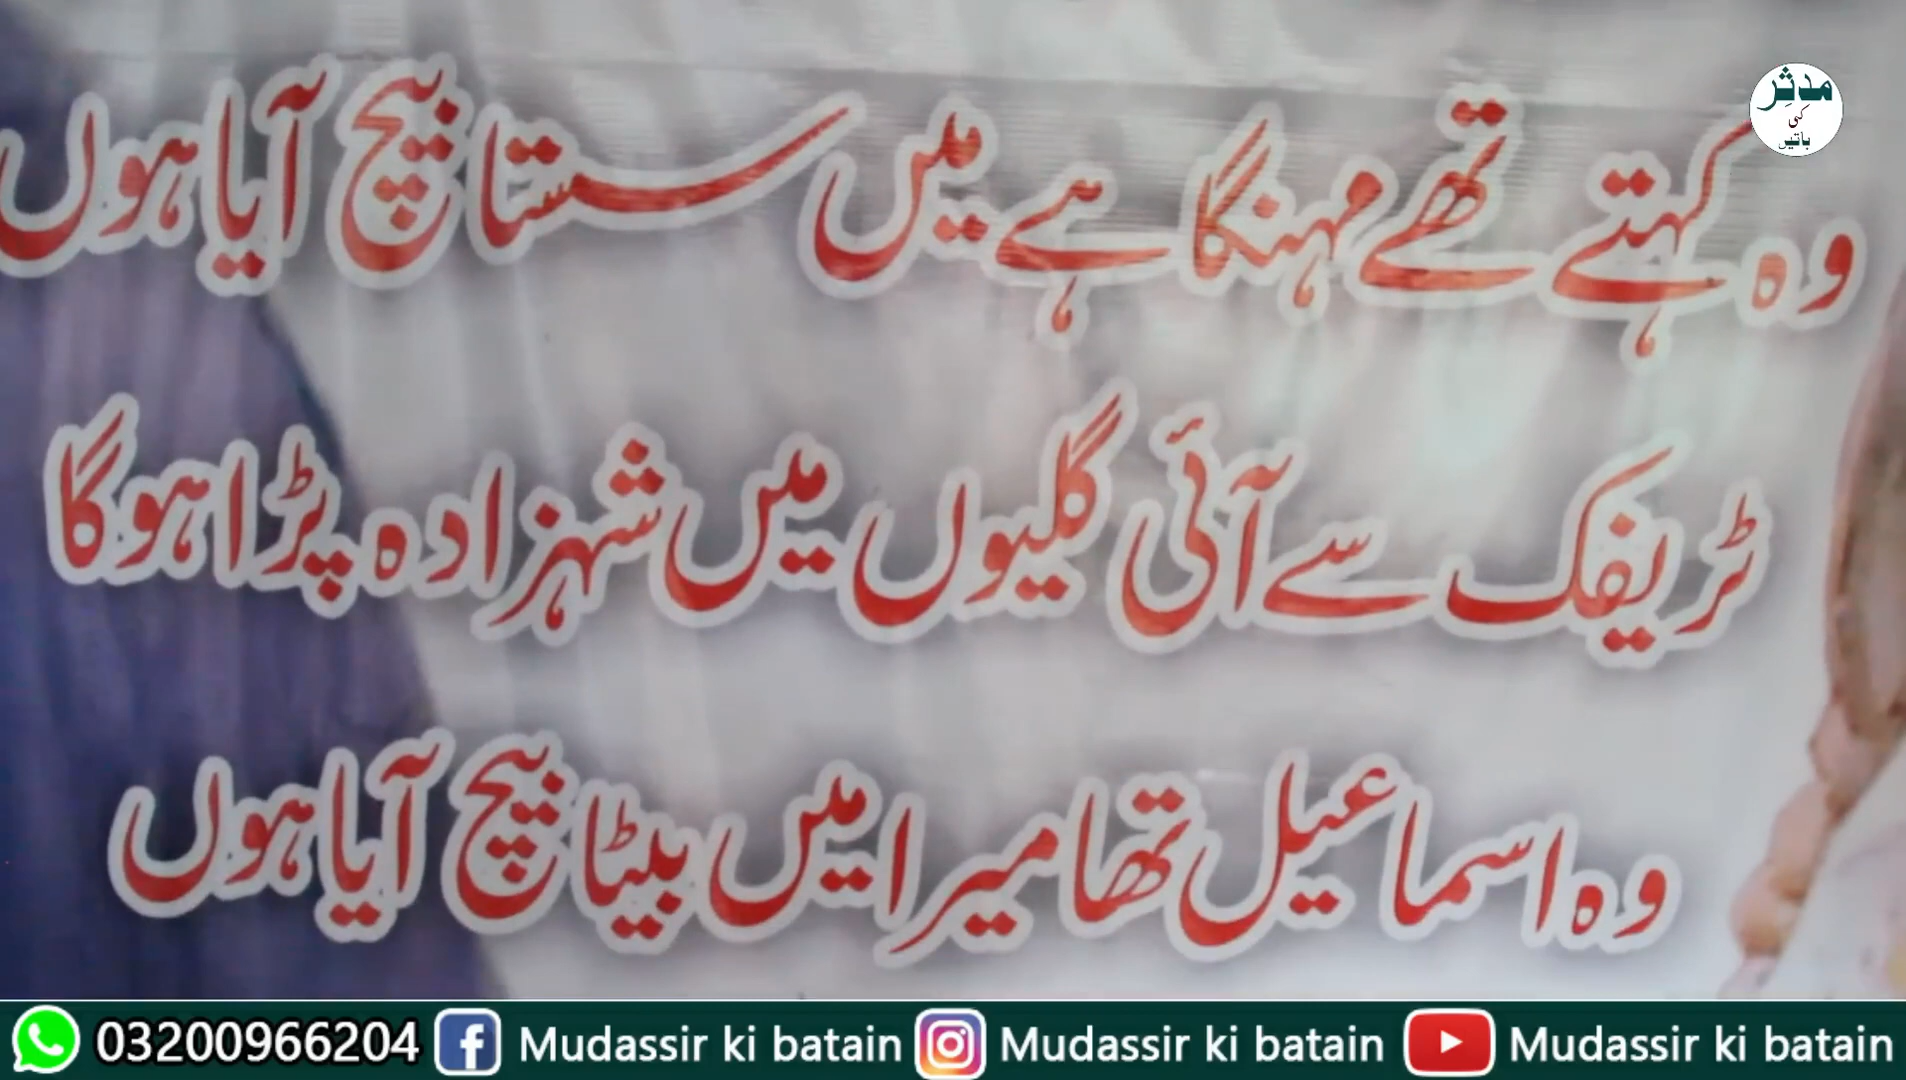 مدثر
کی
باتیں
وہ کہتے تھے مہنگا ہے میں سستا بیچ آیا ہوں
ٹریفک سے آئی گلیوں میں شہزادہ پڑا ہو گا
وہ اسماعیل تھا میرا میں بیٹا بیچ آیا ہوں
03200966204 Mudassir ki batain Mudassir ki batain Mudassir ki batain